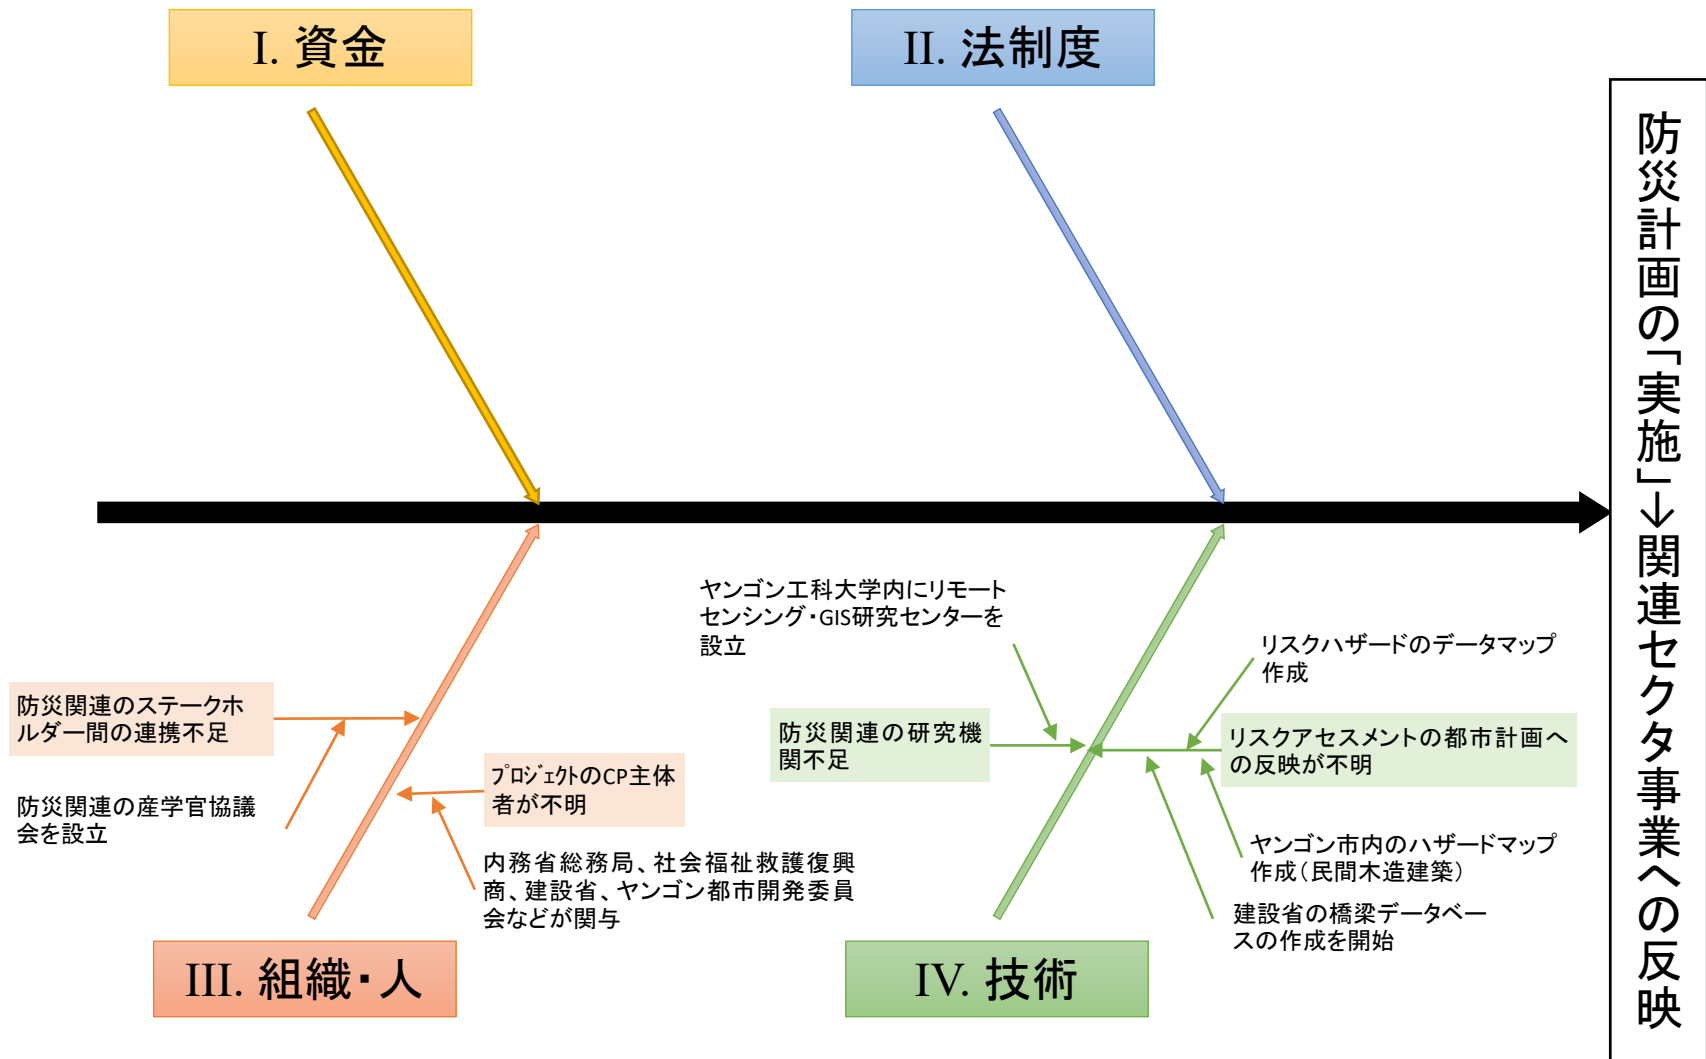 I. 資金
II. 法制度
防災計画の「実施」→関連セクタ事業への反映
ヤンゴン工科大学内にリモート
センシング・GIS研究センターを
設立
リスクハザードのデータマップ
作成
防災関連のステークホ
ルダー間の連携不足
防災関連の研究機
関不足
リスクアセスメントの都市計画へ
の反映が不明
プロジェクトのCP主体
者が不明
防災関連の産学官協議
会を設立
内務省総務局、社会福祉救護復興
商、建設省、ヤンゴン都市開発委員
会などが関与
ヤンゴン市内のハザードマップ
作成（民間木造建築）
建設省の橋梁データベー
スの作成を開始
III. 組織・人
IV. 技術